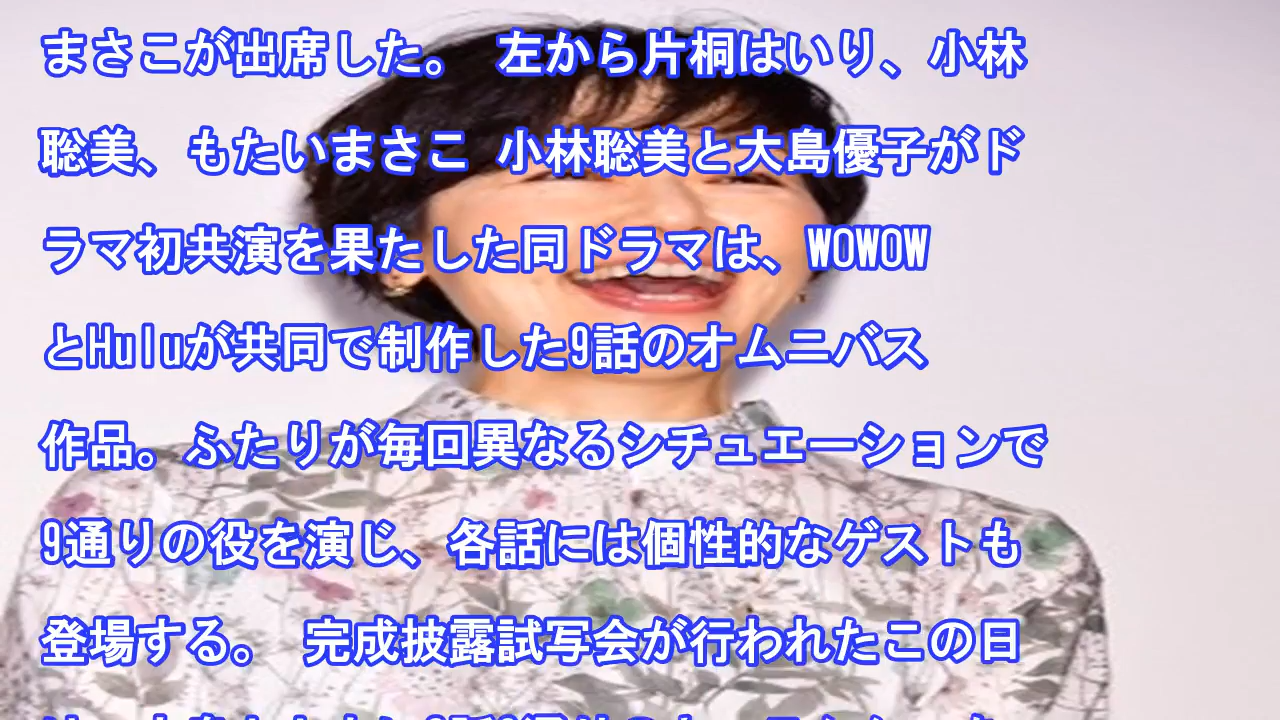 まさこが出席した。 左から片桐はいり、小林
聡美、もたいまさこ 小林聡美と大島優子がド
ラマ初共演を果たした同ドラマは、WOWOW
とHuluが共同で制作した9話のオムニバス
作品。ふたりが毎回異なるシチュエーションで
9通りの役を演じ、各話には個性的なゲストも
登場する。 完成披露試写会が行われたこの日